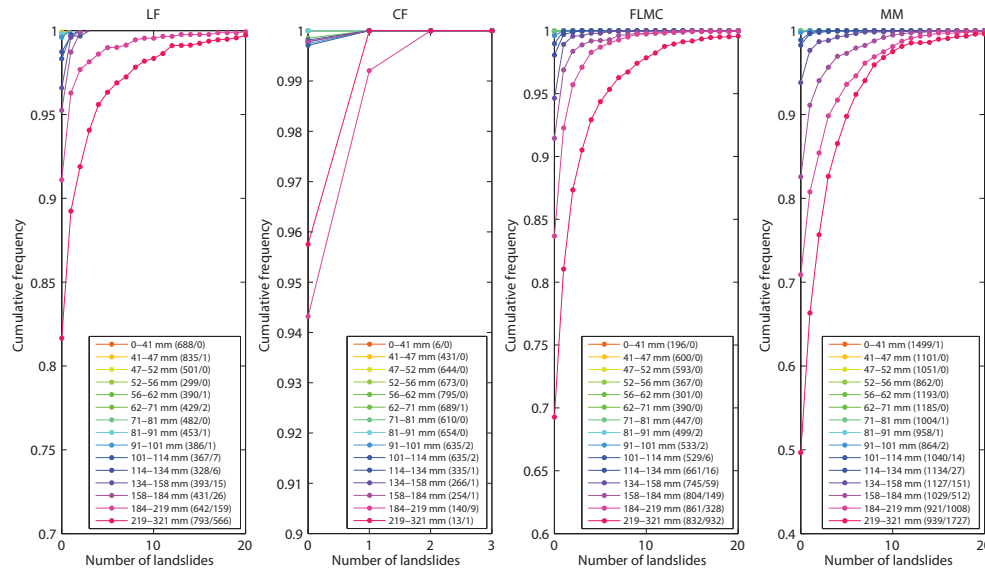 LF
CF
FLMC
MM
Cumulative frequency
1
0.95
0.9
0.85
0.8
0.75
0.7
0–41 mm (688/0)
41–47 mm (835/1)
47–52 mm (501/0)
52–56 mm (299/0)
56–62 mm (390/1)
62–71 mm (429/2)
71–81 mm (482/0)
81–91 mm (453/1)
91–101 mm (386/1)
101–114 mm (367/7)
114–134 mm (328/6)
134–158 mm (393/15)
158–184 mm (431/26)
184–219 mm (642/159)
219–321 mm (793/566)
0 10 20
Number of landslides
Cumulative frequency
1
0.99
0.98
0.97
0.96
0.95
0.94
0.93
0.92
0.91
0.9
0–41 mm (6/0)
41–47 mm (431/0)
47–52 mm (644/0)
52–56 mm (673/0)
56–62 mm (795/0)
62–71 mm (689/1)
71–81 mm (610/0)
81–91 mm (654/0)
91–101 mm (635/2)
101–114 mm (635/2)
114–134 mm (335/1)
134–158 mm (266/1)
158–184 mm (254/1)
184–219 mm (140/9)
219–321 mm (13/1)
0 1 2 3
Number of landslides
Cumulative frequency
1
0.95
0.9
0.85
0.8
0.75
0.7
0.65
0.6
0–41 mm (196/0)
41–47 mm (600/0)
47–52 mm (593/0)
52–56 mm (367/0)
56–62 mm (301/0)
62–71 mm (390/0)
71–81 mm (447/0)
81–91 mm (499/2)
91–101 mm (533/2)
101–114 mm (529/6)
114–134 mm (661/16)
134–158 mm (745/59)
158–184 mm (804/149)
184–219 mm (861/328)
219–321 mm (832/932)
0 10 20
Number of landslides
Cumulative frequency
1
0.9
0.8
0.7
0.6
0.5
0.4
0–41 mm (1499/1)
41–47 mm (1101/0)
47–52 mm (1051/0)
52–56 mm (862/0)
56–62 mm (1193/0)
62–71 mm (1185/0)
71–81 mm (1004/1)
81–91 mm (958/1)
91–101 mm (864/2)
101–114 mm (1040/14)
114–134 mm (1134/27)
134–158 mm (1127/151)
158–184 mm (1029/512)
184–219 mm (921/1008)
219–321 mm (939/1727)
0 10 20
Number of landslides